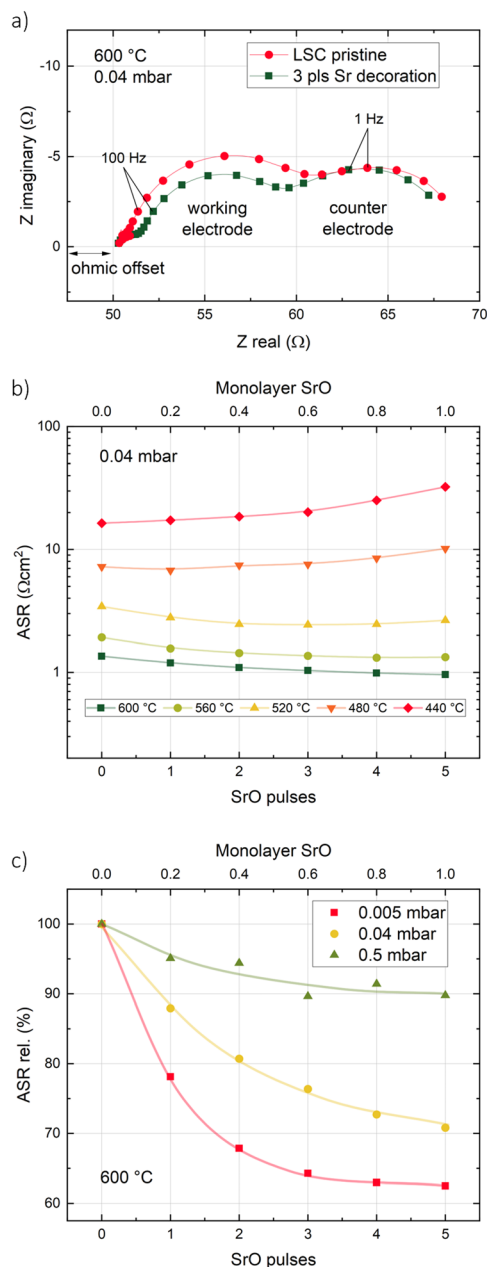 a)
600 °C
0.04 mbar
LSC pristine
3 pls Sr decoration
100 Hz
1 Hz
working
electrode
counter
electrode
ohmic offset
Z imaginary (Ω)
-10
-5
0
50
55
60
65
70
Z real (Ω)
b)
Monolayer SrO
0.0
0.2
0.4
0.6
0.8
1.0
0.04 mbar
ASR (Ωcm²)
100
10
1
600 °C
560 °C
520 °C
480 °C
440 °C
0
1
2
3
4
5
SrO pulses
c)
Monolayer SrO
0.0
0.2
0.4
0.6
0.8
1.0
0.005 mbar
0.04 mbar
0.5 mbar
ASR rel. (%)
100
90
80
70
60
600 °C
0
1
2
3
4
5
SrO pulses